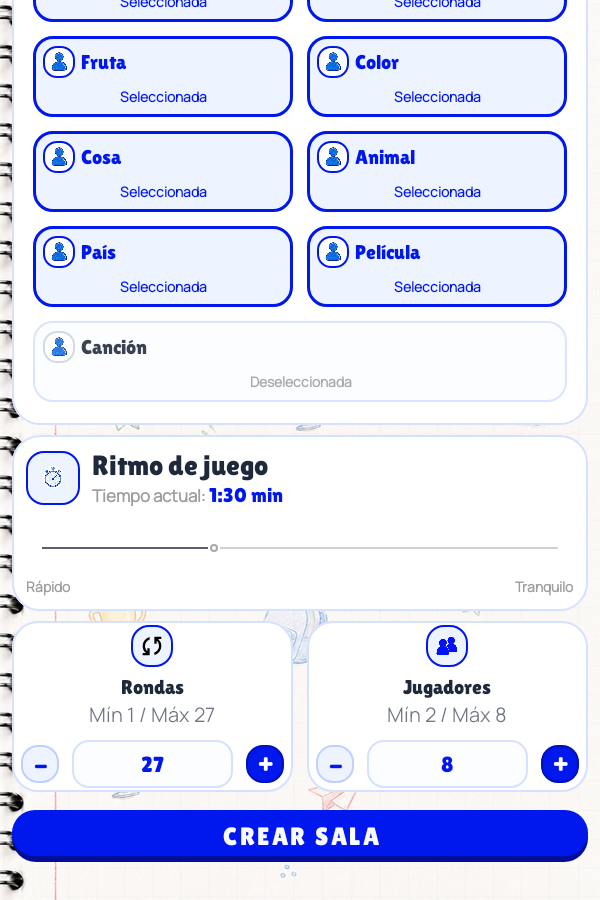 Seleccionada Seleccionada
Fruta Color
Seleccionada Seleccionada
Cosa Animal
Seleccionada Seleccionada
País Película
Seleccionada Seleccionada
Canción
Deseleccionada
Ritmo de juego
Tiempo actual: 1:30 min
Rápido Tranquilo
Rondas Jugadores
Mín 1 / Máx 27 Mín 2 / Máx 8
– 27 + – 8 +
CREAR SALA